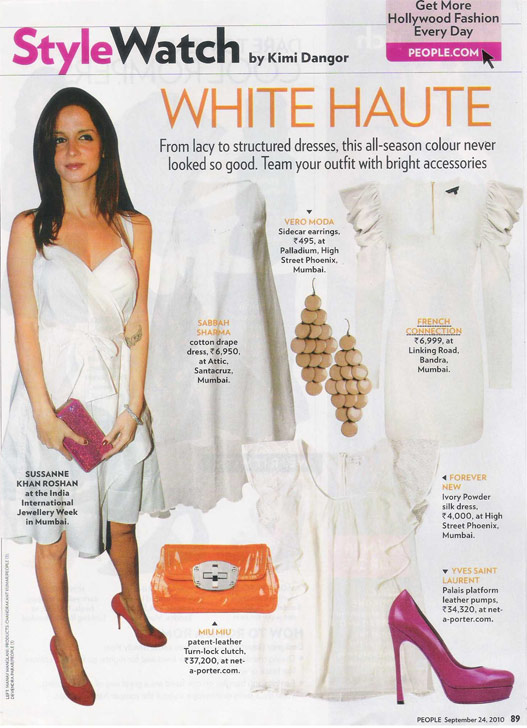 Get More
Hollywood Fashion
Every Day
PEOPLE.COM
StyleWatch by Kimi Dangor
WHITE HAUTE
From lacy to structured dresses, this all-season colour never
looked so good. Team your outfit with bright accessories
VERO MODA
Sidecar earrings,
₹495, at
Palladium, High
Street Phoenix,
Mumbai.
SABBAH
SHARMA
cotton drape
dress, ₹6,950,
at Attic,
Santacruz,
Mumbai.
FRENCH
CONNECTION
₹6,999, at
Linking Road,
Bandra,
Mumbai.
SUSSANNE
KHAN ROSHAN
at the India
International
Jewellery Week
in Mumbai.
FOREVER
NEW
Ivory Powder
silk dress,
₹4,000, at High
Street Phoenix,
Mumbai.
MIU MIU
patent-leather
Turn-lock clutch,
₹37,200, at net-
a-porter.com.
YVES SAINT
LAURENT
Palais platform
leather pumps,
₹34,320, at net-
a-porter.com.
PEOPLE September 24, 2010 89